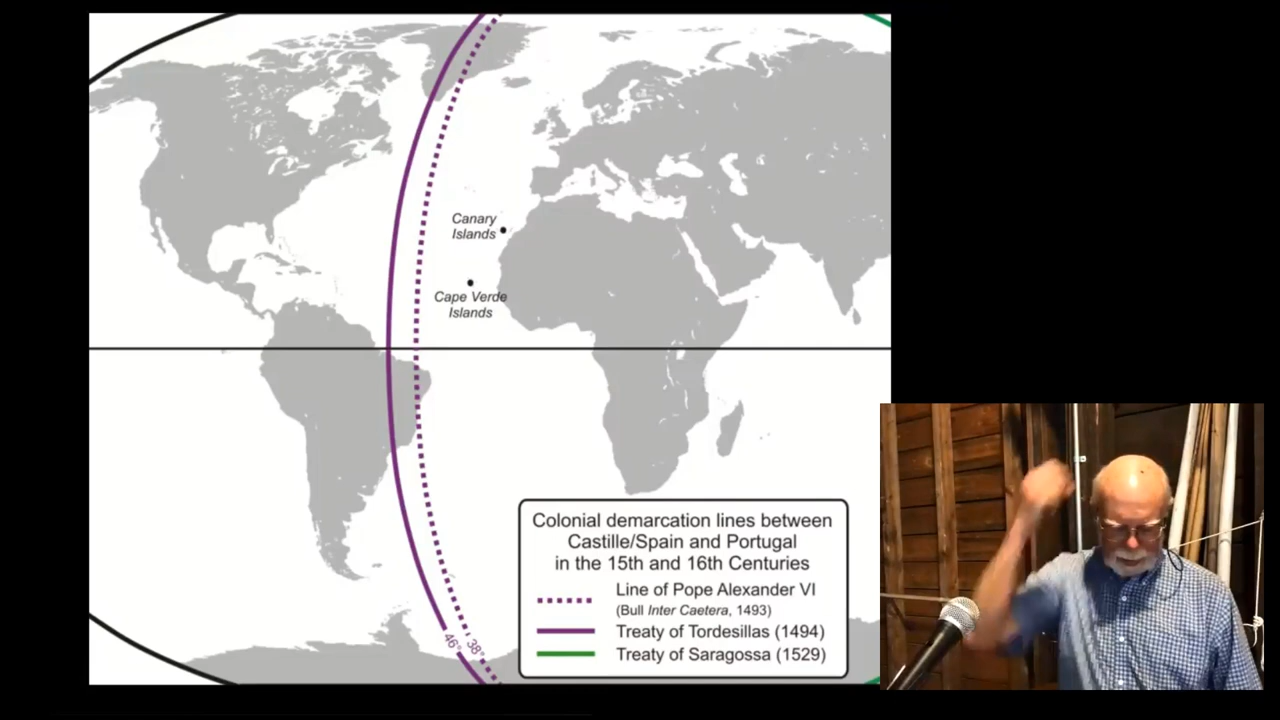 Canary
Islands
Cape Verde
Islands
Colonial demarcation lines between
Castille/Spain and Portugal
in the 15th and 16th Centuries
Line of Pope Alexander VI
(Bull Inter Caetera, 1493)
Treaty of Tordesillas (1494)
Treaty of Saragossa (1529)
46°
38°